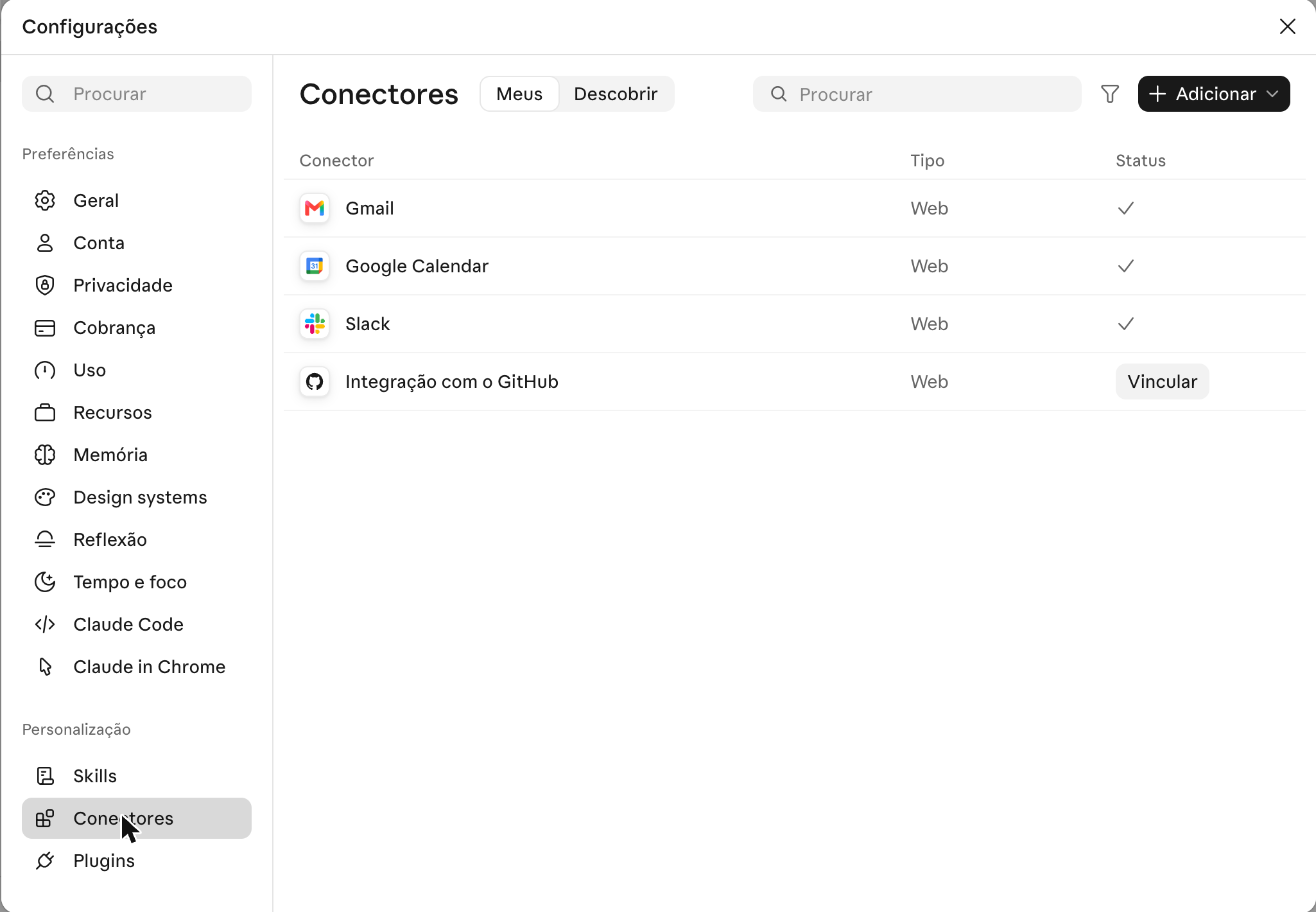 Configurações
Procurar
Preferências
Geral
Conta
Privacidade
Cobrança
Uso
Recursos
Memória
Design systems
Reflexão
Tempo e foco
Claude Code
Claude in Chrome
Personalização
Skills
Conectores
Plugins
Conectores Meus Descobrir Procurar Adicionar
Conector Tipo Status
Gmail Web
31
Google Calendar Web
Slack Web
Integração com o GitHub Web Vincular